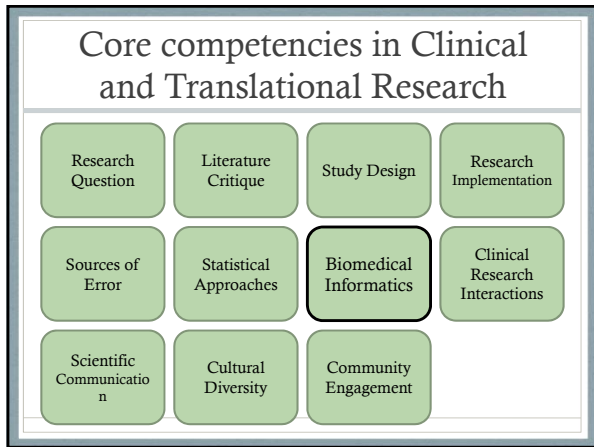 Core competencies in Clinical
and Translational Research
Research
Question
Literature
Critique
Study Design
Research
Implementation
Sources of
Error
Statistical
Approaches
Biomedical
Informatics
Clinical
Research
Interactions
Scientific
Communicatio
n
Cultural
Diversity
Community
Engagement